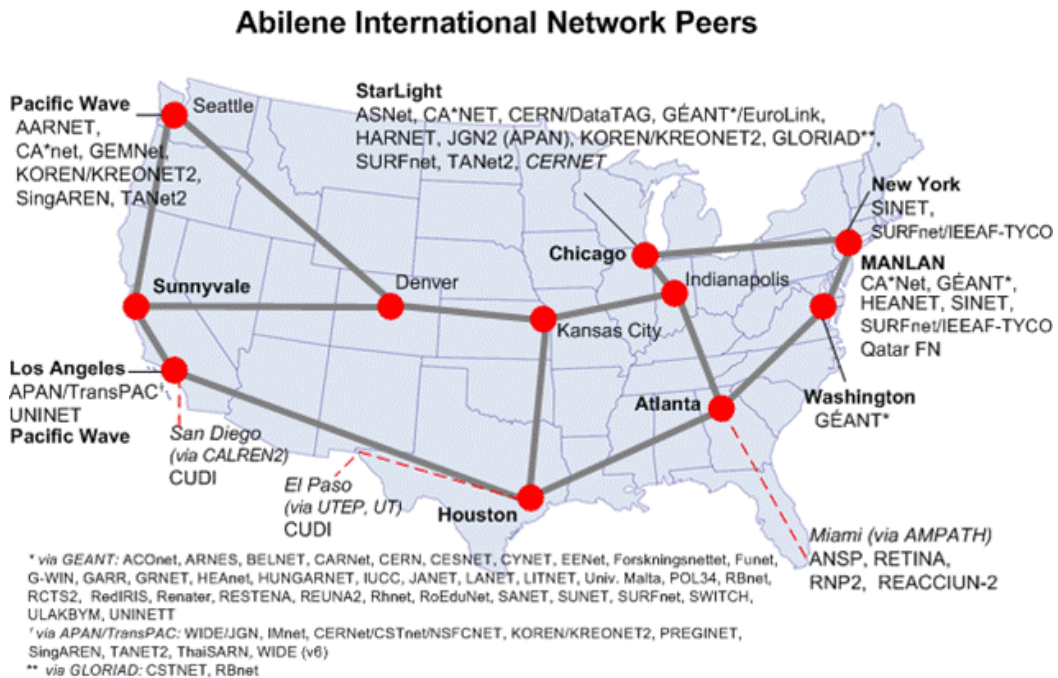 Abilene International Network Peers
Pacific Wave
AARNET,
CA*net, GEMNet,
KOREN/KREONET2,
SingAREN, TANet2
Seattle
StarLight
ASNet, CA*NET, CERN/DataTAG, GÉANT*/EuroLink,
HARNET, JGN2 (APAN), KOREN/KREONET2, GLORIAD**,
SURFnet, TANet2, CERNET
New York
SINET,
SURFnet/IEEAF-TYCO
MANLAN
CA*Net, GÉANT*,
HEANET, SINET,
SURFnet/IEEAF-TYCO
Qatar FN
Chicago
Indianapolis
Sunnyvale
Denver
Kansas City
Los Angeles
APAN/TransPAC†,
UNINET
Pacific Wave
San Diego
(via CALREN2)
CUDI
El Paso
(via UTEP, UT)
CUDI
Houston
Atlanta
Washington
GÉANT*
Miami (via AMPATH)
ANSP, RETINA,
RNP2, REACCIUN-2
* via GEANT: ACOnet, ARNES, BELNET, CARNet, CERN, CESNET, CYNET, EENet, Forskningsnettet, Funet,
G-WIN, GARR, GRNET, HEAnet, HUNGARNET, IUCC, JANET, LANET, LITNET, Univ. Malta, POL34, RBnet,
RCTS2, RedIRIS, Renater, RESTENA, REUNA2, Rhnet, RoEduNet, SANET, SUNET, SURFnet, SWITCH,
ULAKBYM, UNINETT
† via APAN/TransPAC: WIDE/JGN, IMnet, CERNet/CSTnet/NSFCNET, KOREN/KREONET2, PREGINET,
SingAREN, TANET2, ThaiSARN, WIDE (v6)
** via GLORIAD: CSTNET, RBnet